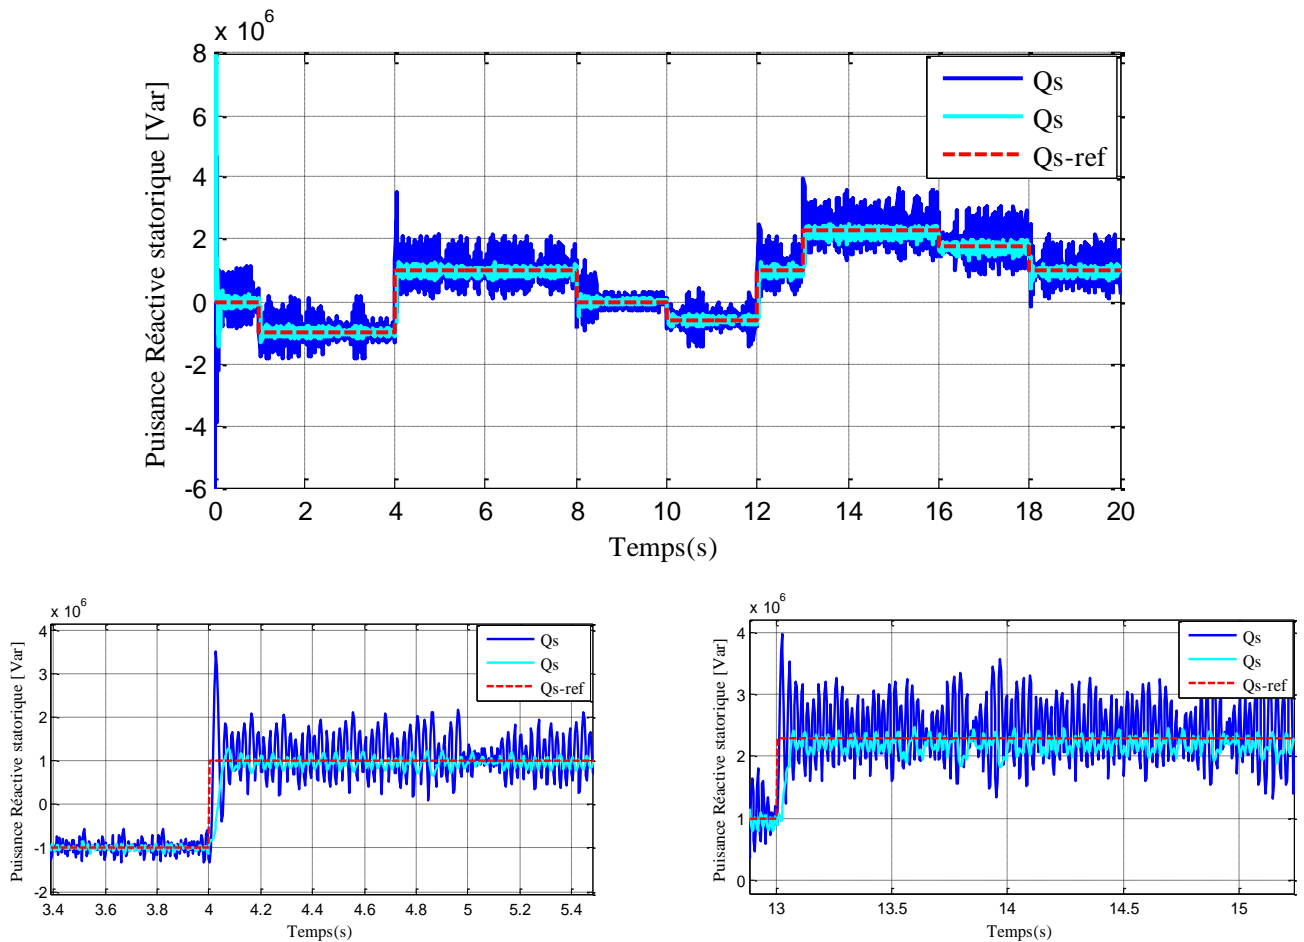 x 10^6
8
6
4
2
0
-2
-4
-6
Puisance Réactive statorique [Var]
Qs
Qs
Qs-ref
0 2 4 6 8 10 12 14 16 18 20
Temps(s)
x 10^6
4
3
2
1
0
-1
-2
Puisance Réactive statorique [Var]
Qs
Qs
Qs-ref
3.4 3.6 3.8 4 4.2 4.4 4.6 4.8 5 5.2 5.4
Temps(s)
x 10^6
4
3
2
1
0
Puisance Réactive statorique [Var]
Qs
Qs
Qs-ref
13 13.5 14 14.5 15
Temps(s)